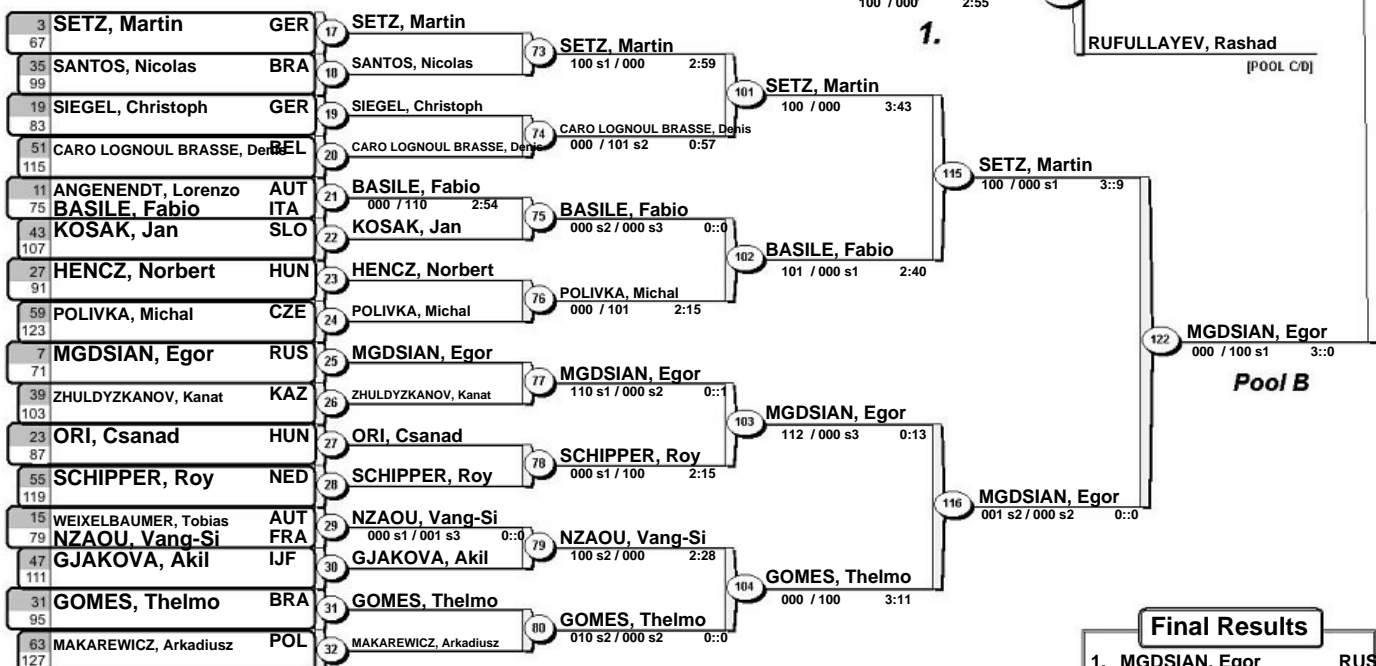 100 / 000 2:55
1.
RUFULLAYEV, Rashad
[POOL C/D]
3 SETZ, Martin GER
67
17 SETZ, Martin
35 SANTOS, Nicolas BRA
99
18 SANTOS, Nicolas
73 SETZ, Martin
100 s1 / 000 2:59
19 SIEGEL, Christoph GER
83
19 SIEGEL, Christoph
51 CARO LOGNOUL BRASSE, Denis BEL
115
20 CARO LOGNOUL BRASSE, Denis
74 CARO LOGNOUL BRASSE, Denis
000 / 101 s2 0:57
101 SETZ, Martin
100 / 000 3:43
11 ANGENENDT, Lorenzo AUT
75 BASILE, Fabio ITA
21 BASILE, Fabio
000 / 110 2:54
43 KOSAK, Jan SLO
107
22 KOSAK, Jan
75 BASILE, Fabio
000 s2 / 000 s3 0::0
27 HENCZ, Norbert HUN
91
23 HENCZ, Norbert
59 POLIVKA, Michal CZE
123
24 POLIVKA, Michal
76 POLIVKA, Michal
000 / 101 2:15
102 BASILE, Fabio
101 / 000 s1 2:40
115 SETZ, Martin
100 / 000 s1 3::9
7 MGDSIAN, Egor RUS
71
25 MGDSIAN, Egor
39 ZHULDYZKANOV, Kanat KAZ
103
26 ZHULDYZKANOV, Kanat
77 MGDSIAN, Egor
110 s1 / 000 s2 0::1
23 ORI, Csanad HUN
87
27 ORI, Csanad
55 SCHIPPER, Roy NED
119
28 SCHIPPER, Roy
78 SCHIPPER, Roy
000 s1 / 100 2:15
103 MGDSIAN, Egor
112 / 000 s3 0:13
15 WEIXELBAUMER, Tobias AUT
79 NZAOU, Vang-Si FRA
29 NZAOU, Vang-Si
000 s1 / 001 s3 0::0
47 GJAKOVA, Akil IJF
111
30 GJAKOVA, Akil
79 NZAOU, Vang-Si
100 s2 / 000 2:28
31 GOMES, Thelmo BRA
95
31 GOMES, Thelmo
63 MAKAREWICZ, Arkadiusz POL
127
32 MAKAREWICZ, Arkadiusz
80 GOMES, Thelmo
010 s2 / 000 s2 0::0
104 GOMES, Thelmo
000 / 100 3:11
116 MGDSIAN, Egor
001 s2 / 000 s2 0::0
122 MGDSIAN, Egor
000 / 100 s1 3::0
Pool B
Final Results
1. MGDSIAN, Egor RUS